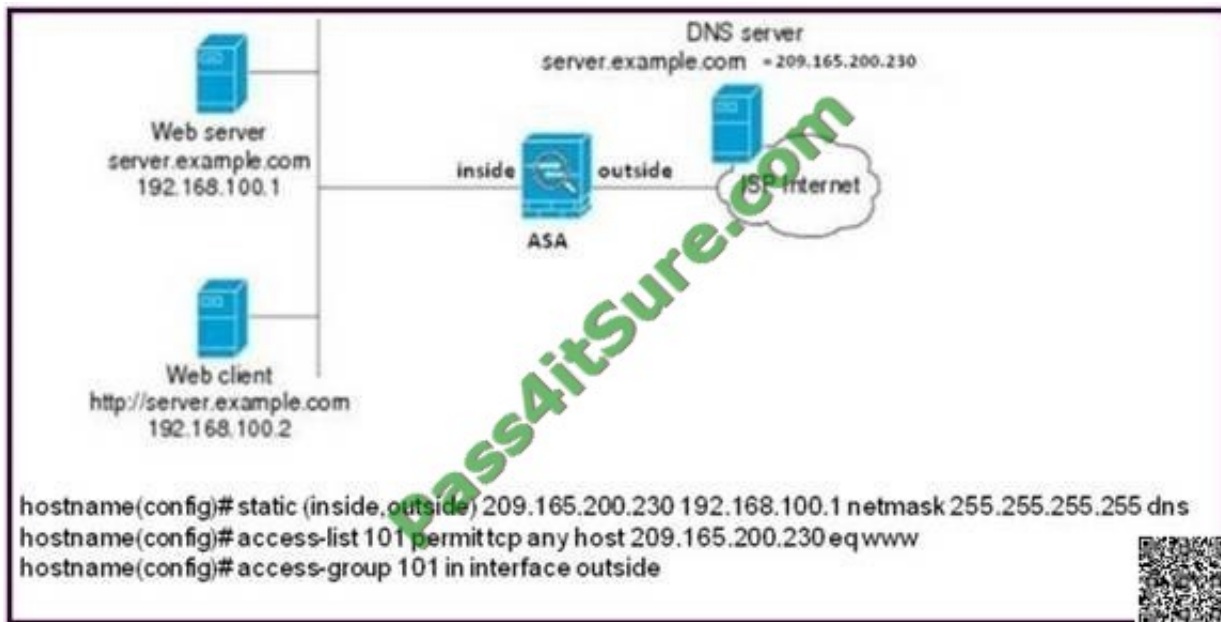 DNS server
server.example.com = 209.165.200.230
Web server
server.example.com
192.168.100.1
inside
outside
ISP Internet
ASA
Web client
http://server.example.com
192.168.100.2
pass4itSure.com
hostname(config)# static (inside,outside) 209.165.200.230 192.168.100.1 netmask 255.255.255.255 dns
hostname(config)# access-list 101 permit tcp any host 209.165.200.230 eq www
hostname(config)# access-group 101 in interface outside